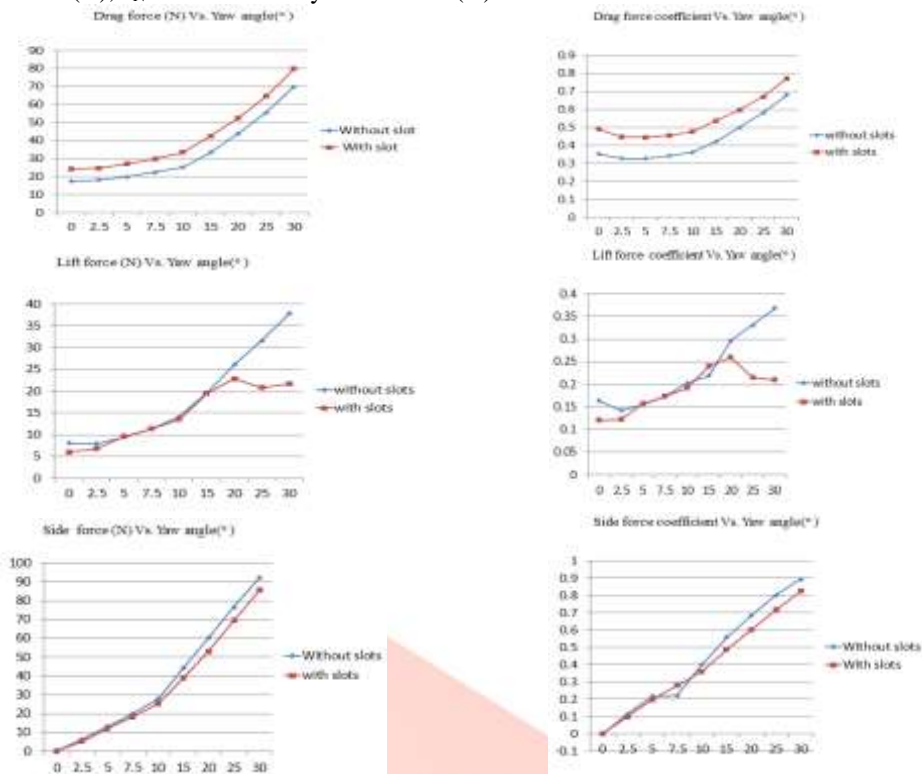 Drag force (N) Vs. Yaw angle(°)
90
80
70
60
50
40
30
20
10
0
0 2.5 5 7.5 10 15 20 25 30
Without slot
With slot
Drag force coefficient Vs. Yaw angle(°)
0.9
0.8
0.7
0.6
0.5
0.4
0.3
0.2
0.1
0
0 2.5 5 7.5 10 15 20 25 30
without slots
with slots
Lift force (N) Vs. Yaw angle(°)
40
35
30
25
20
15
10
5
0
0 2.5 5 7.5 10 15 20 25 30
without slots
with slots
Lift force coefficient Vs. Yaw angle(°)
0.4
0.35
0.3
0.25
0.2
0.15
0.1
0.05
0
0 2.5 5 7.5 10 15 20 25 30
without slots
with slots
Side force (N) Vs. Yaw angle(°)
100
90
80
70
60
50
40
30
20
10
0
0 2.5 5 7.5 10 15 20 25 30
Without slots
with slots
Side force coefficient Vs. Yaw angle(°)
1
0.9
0.8
0.7
0.6
0.5
0.4
0.3
0.2
0.1
0
-0.1
0 2.5 5 7.5 10 15 20 25 30
Without slots
With slots